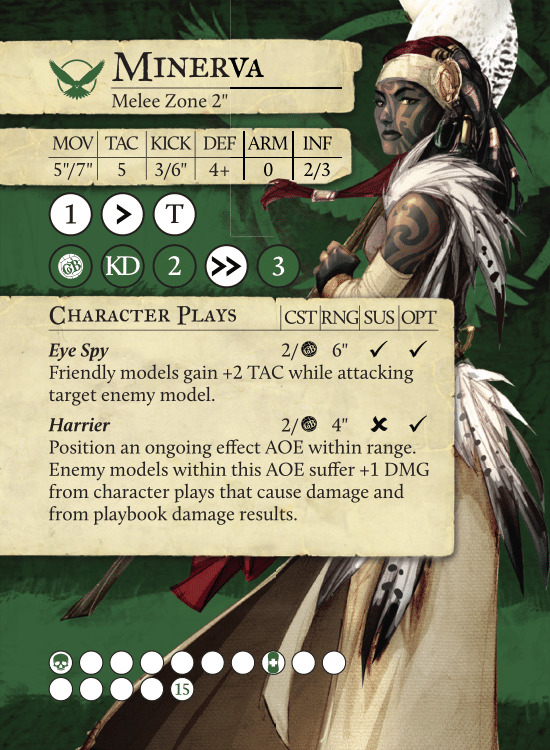 MINERVA
Melee Zone 2"
MOV TAC KICK DEF ARM INF
5"/7" 5 3/6" 4+ 0 2/3
1 > T
GB KD 2 >> 3
CHARACTER PLAYS CST RNG SUS OPT
Eye Spy 2/GB 6" ✓ ✓
Friendly models gain +2 TAC while attacking
target enemy model.
Harrier 2/GB 4" ✗ ✓
Position an ongoing effect AOE within range.
Enemy models within this AOE suffer +1 DMG
from character plays that cause damage and
from playbook damage results.
15